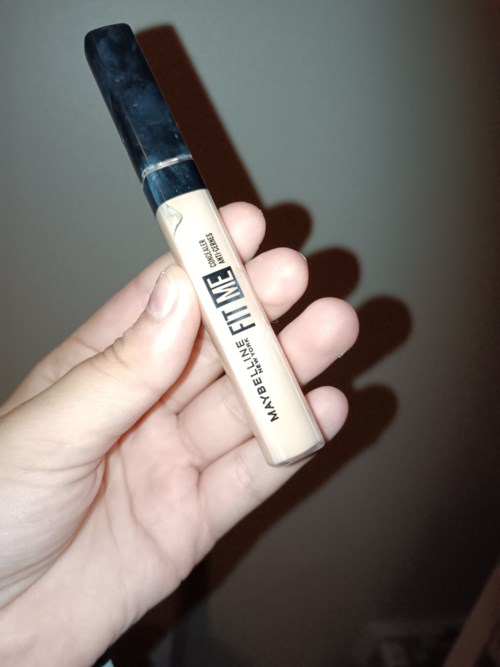 MAYBELLINE
NEW YORK
FIT ME
CONCEALER
ANTI-CERNES